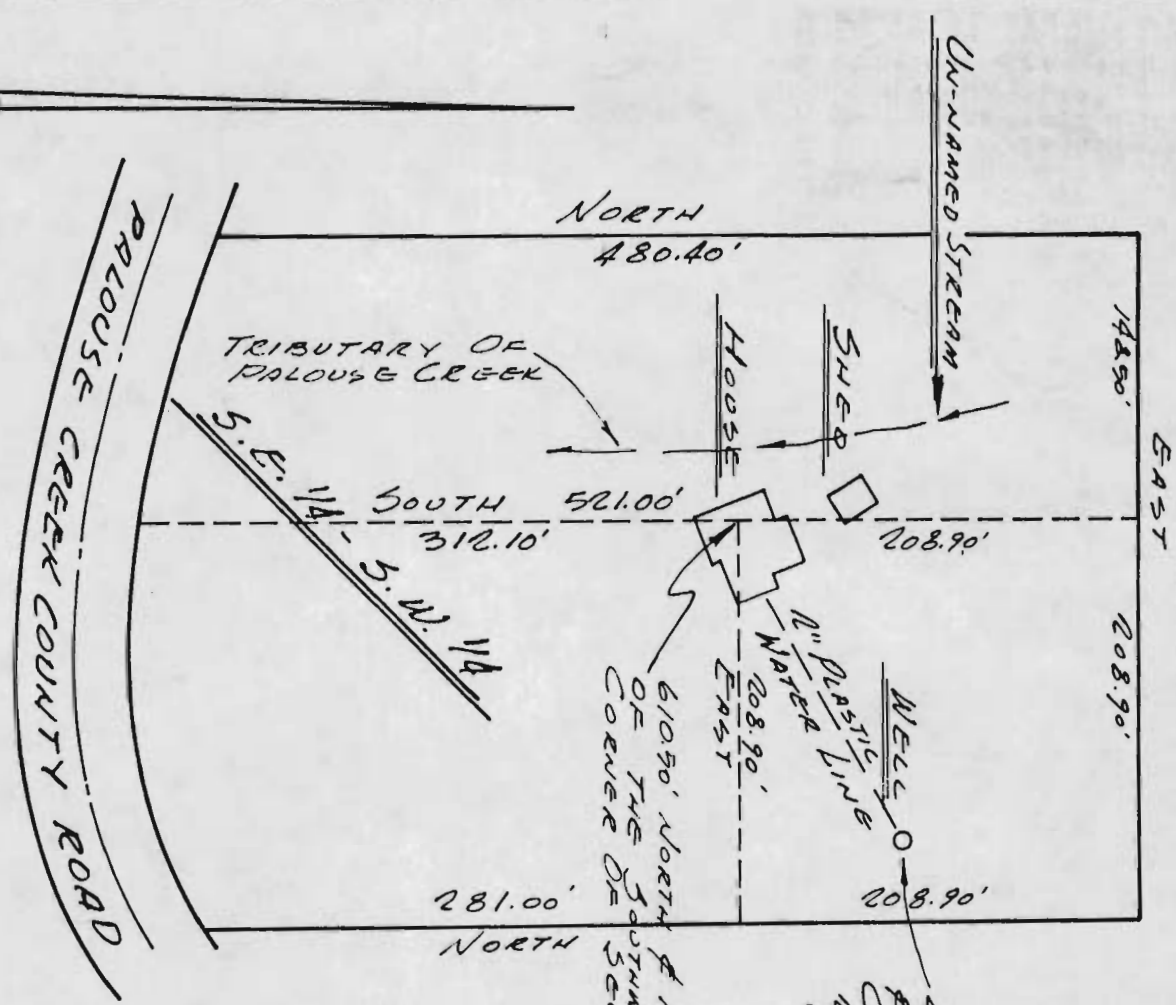 UN-NAMED STREAM
NORTH
480.40'
148.50'
EAST
208.90'
TRIBUTARY OF
PALOUSE CREEK
HOUSE
SHED
SOUTH 521.00'
312.10'
208.90'
S.E. 1/4 - S.W. 1/4
2" PLASTIC
WATER LINE
WELL
208.90'
EAST
610.50' NORTH &
OF THE
CORNER OF
281.00'
NORTH
208.90'
PALOUSE CREEK COUNTY ROAD